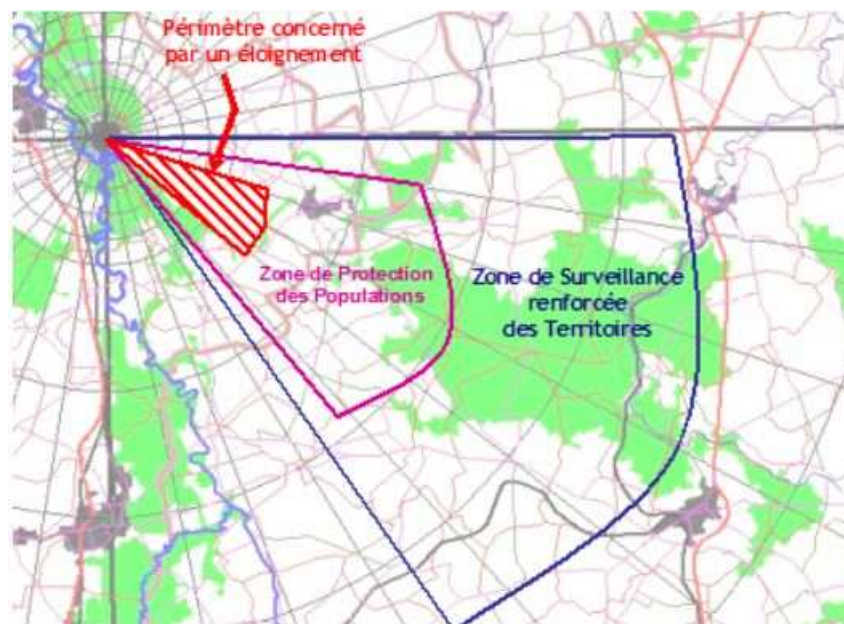 Périmètre concerné
par un éloignement
Zone de Protection
des Populations
Zone de Surveillance
renforcée
des Territoires